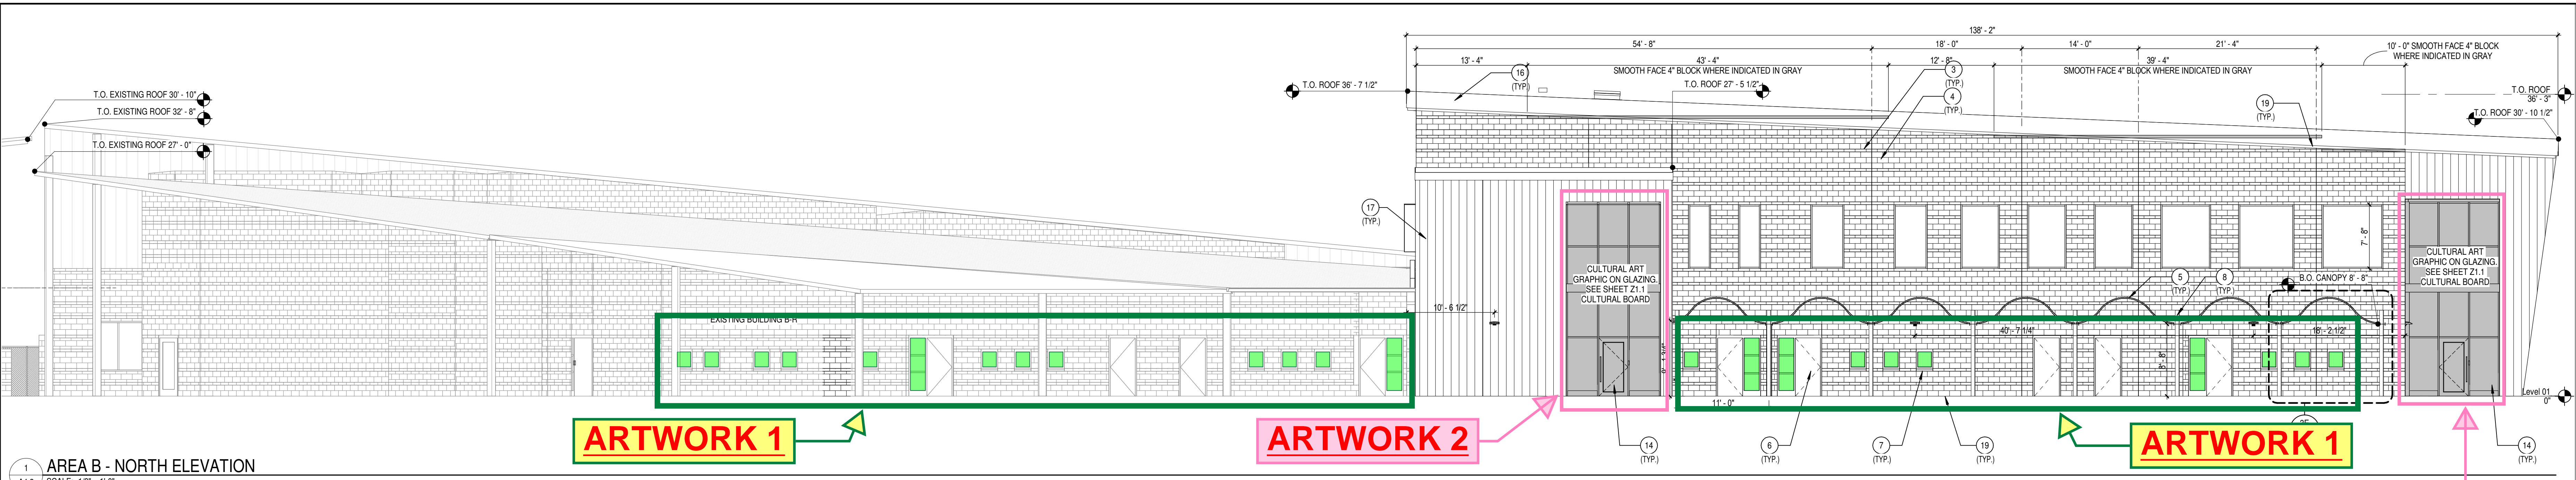 138' - 2"
54' - 8"
18' - 0"
14' - 0"
21' - 4"
10' - 0" SMOOTH FACE 4" BLOCK
WHERE INDICATED IN GRAY
13' - 4"
43' - 4"
12' - 8"
39' - 4"
SMOOTH FACE 4" BLOCK WHERE INDICATED IN GRAY
SMOOTH FACE 4" BLOCK WHERE INDICATED IN GRAY
16
(TYP.)
3
(TYP.)
4
(TYP.)
19
(TYP.)
T.O. ROOF 36' - 7 1/2"
T.O. ROOF 27' - 5 1/2"
T.O. ROOF
36' - 3"
T.O. ROOF 30' - 10 1/2"
T.O. EXISTING ROOF 30' - 10"
T.O. EXISTING ROOF 32' - 8"
T.O. EXISTING ROOF 27' - 0"
17
(TYP.)
CULTURAL ART
GRAPHIC ON GLAZING.
SEE SHEET Z1.1
CULTURAL BOARD
7' - 8"
CULTURAL ART
GRAPHIC ON GLAZING.
SEE SHEET Z1.1
CULTURAL BOARD
5
(TYP.)
8
(TYP.)
B.O. CANOPY 8' - 8"
10' - 6 1/2"
EXISTING BUILDING B-R
40' - 7 1/4"
18' - 2 1/2"
8' - 8"
11' - 0"
Level 01
0"
ARTWORK 1
ARTWORK 2
14
(TYP.)
6
(TYP.)
7
(TYP.)
19
(TYP.)
ARTWORK 1
14
(TYP.)
1
AREA B - NORTH ELEVATION